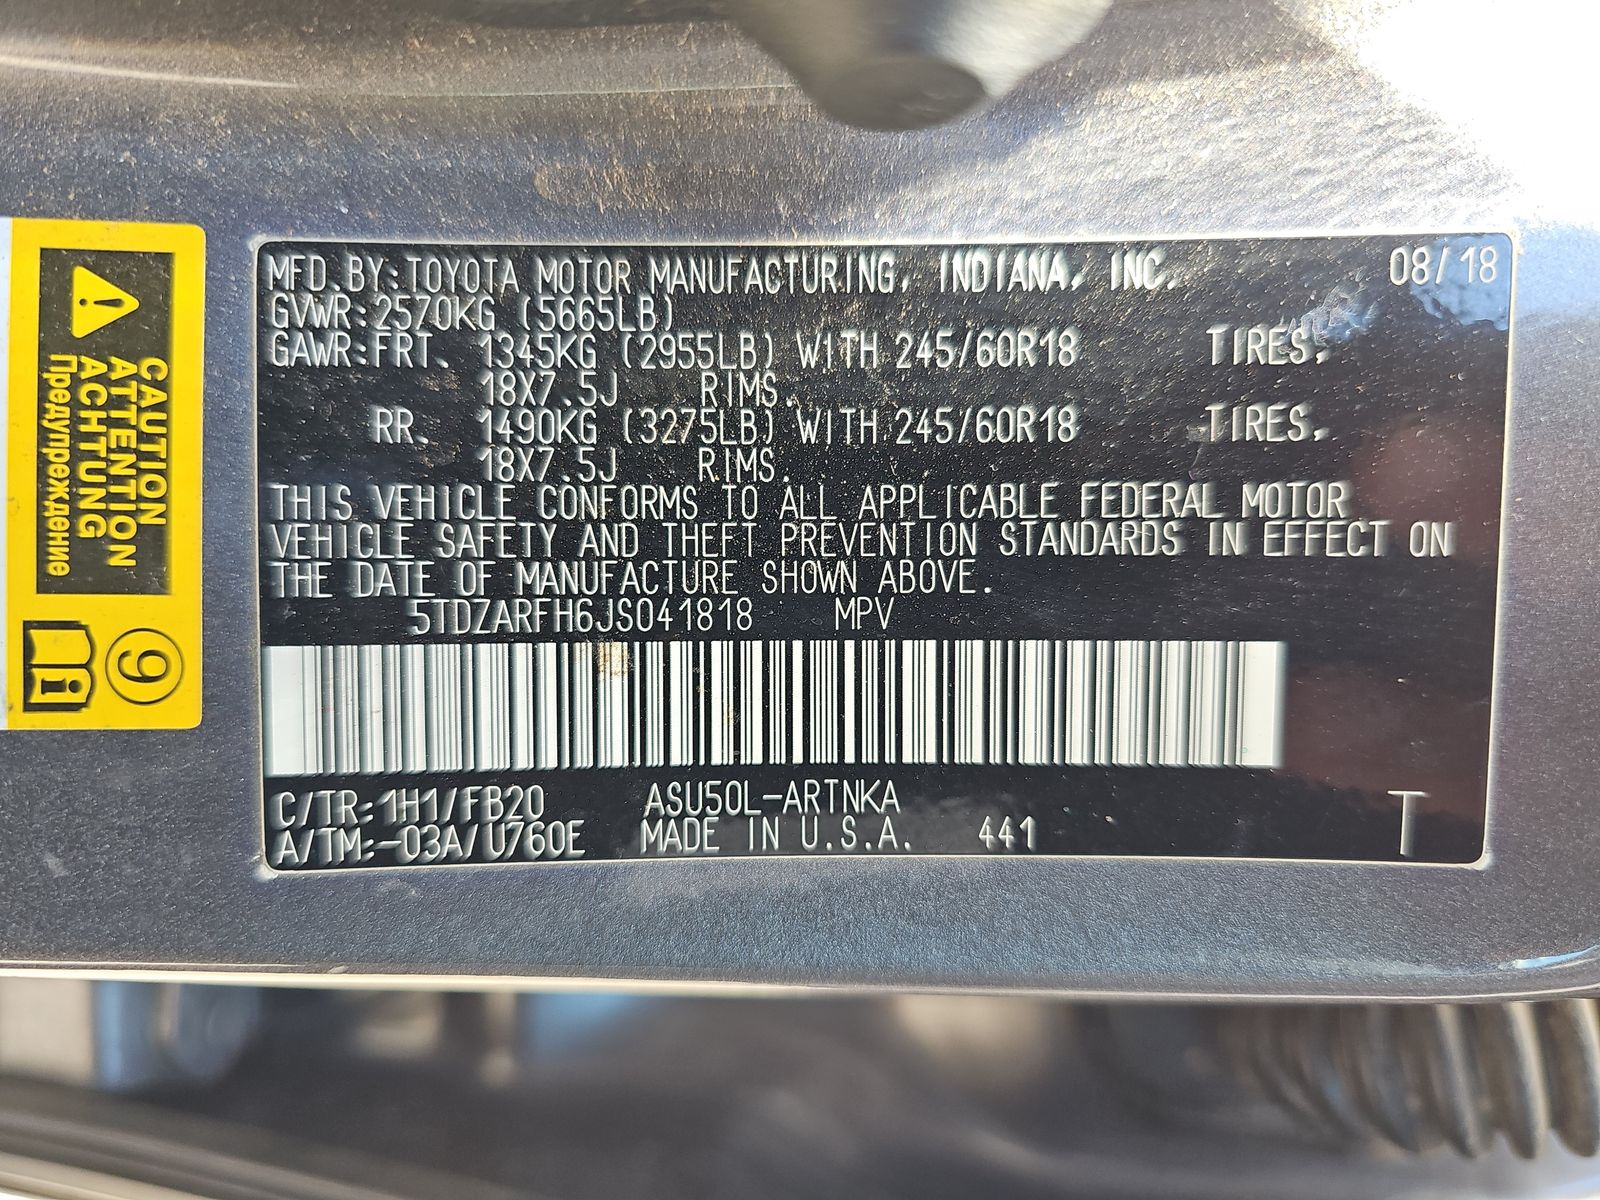 MFD.BY:TOYOTA MOTOR MANUFACTURING, INDIANA, INC. 08/18
GVWR:2570KG (5665LB)
GAWR:FRT. 1345KG (2955LB) WITH 245/60R18 TIRES,
18X7.5J RIMS.
RR. 1490KG (3275LB) WITH 245/60R18 TIRES,
18X7.5J RIMS.
THIS VEHICLE CONFORMS TO ALL APPLICABLE FEDERAL MOTOR
VEHICLE SAFETY AND THEFT PREVENTION STANDARDS IN EFFECT ON
THE DATE OF MANUFACTURE SHOWN ABOVE.
5TDZARFH6JS041818 MPV
C/TR:1H1/FB20 ASU50L-ARTNKA
A/TM:-03A/U760E MADE IN U.S.A. 441 T
CAUTION
ATTENTION
ACHTUNG
Предупреждение
9
i